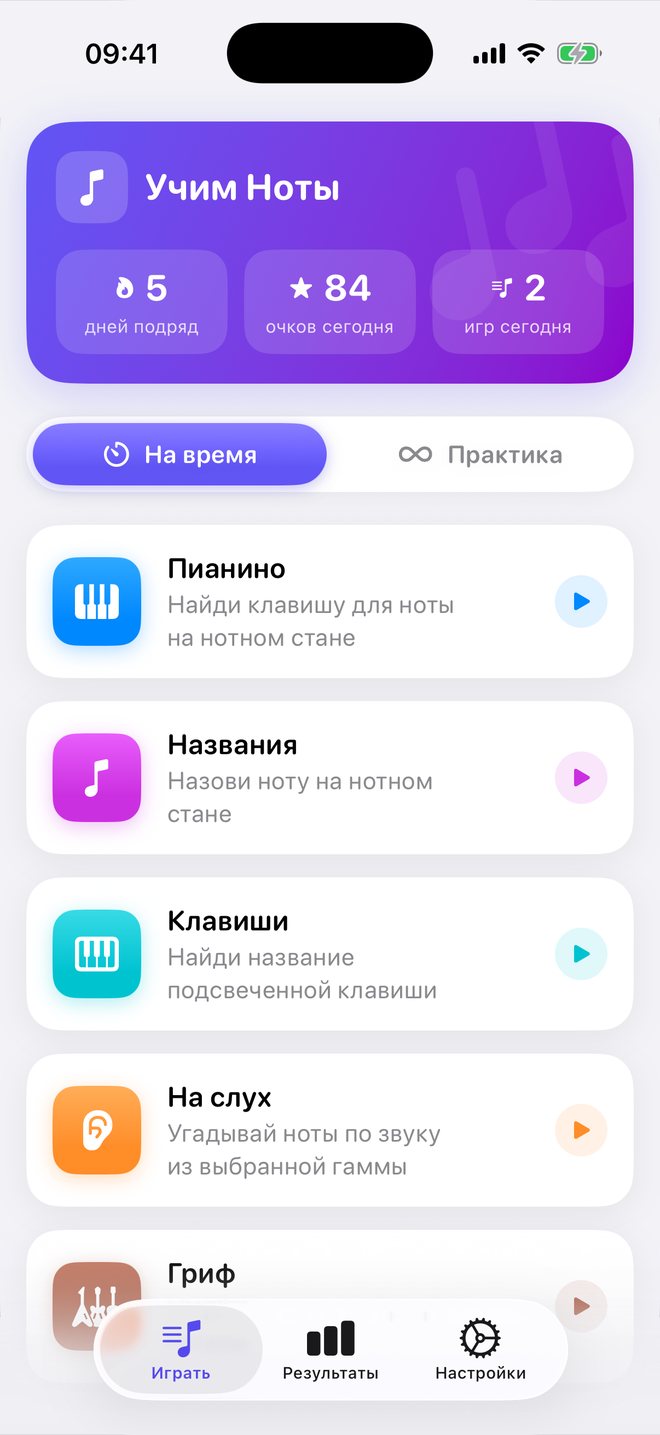 09:41
Учим Ноты
5
дней подряд
84
очков сегодня
2
игр сегодня
На время
Практика
Пианино
Найди клавишу для ноты
на нотном стане
Названия
Назови ноту на нотном
стане
Клавиши
Найди название
подсвеченной клавиши
На слух
Угадывай ноты по звуку
из выбранной гаммы
Гриф
Играть
Результаты
Настройки